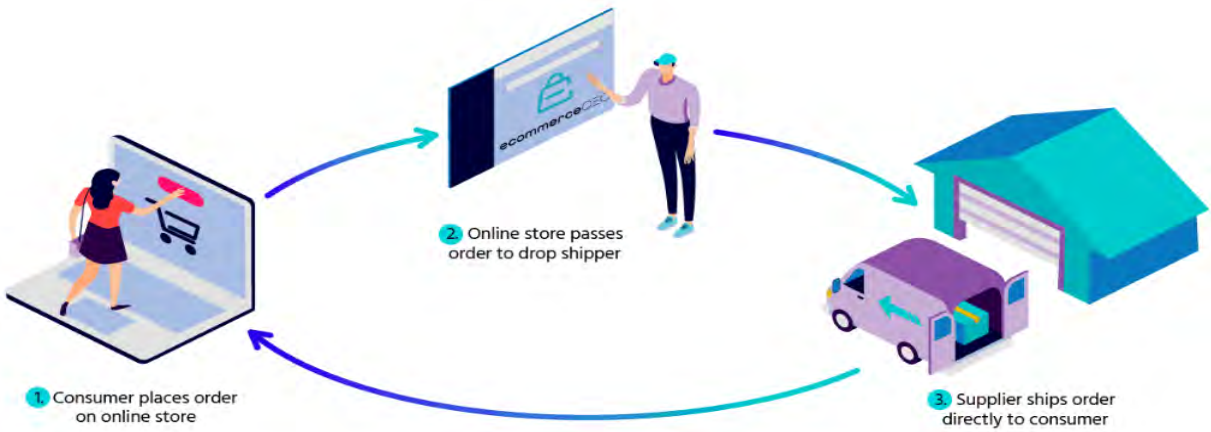 ecommerceCEO
2. Online store passes
order to drop shipper
1. Consumer places order
on online store
3. Supplier ships order
directly to consumer